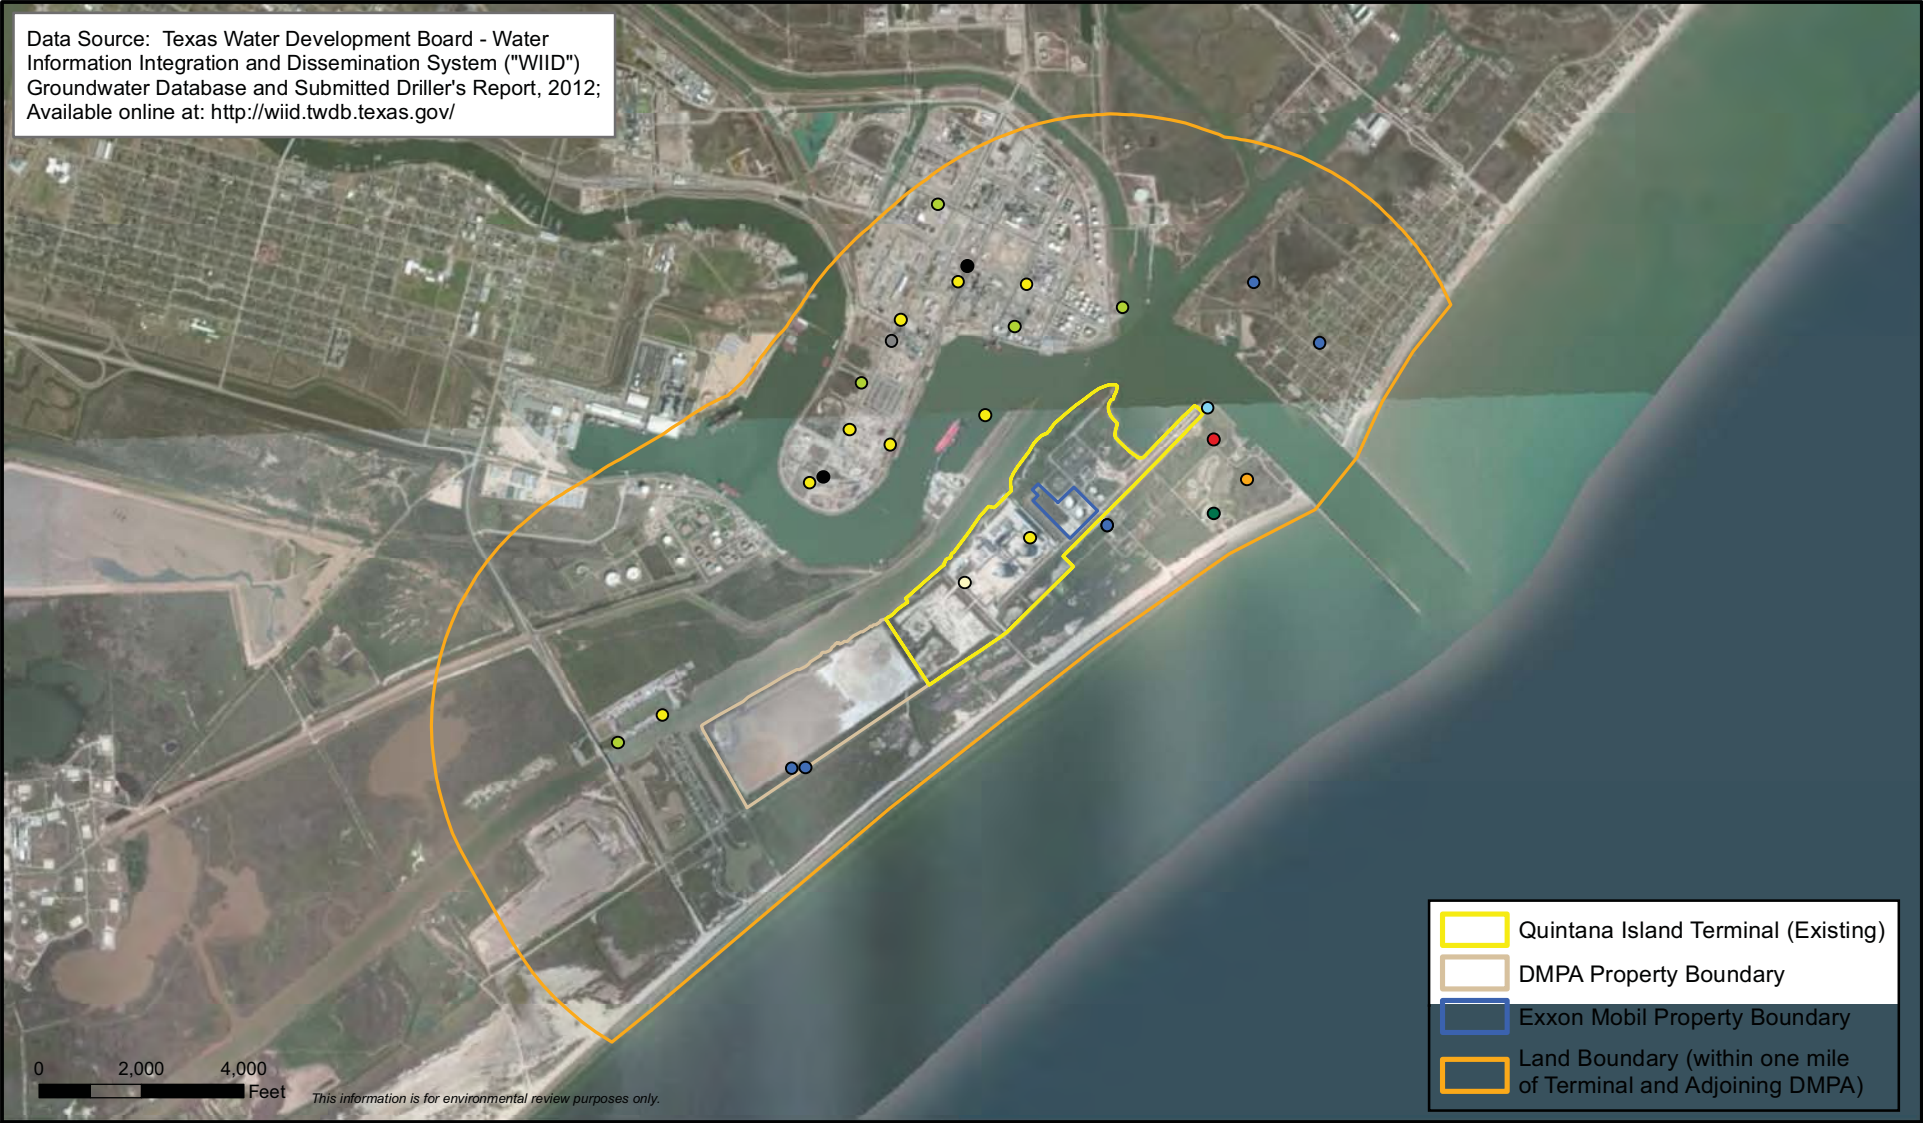 Data Source:  Texas Water Development Board - Water
Information Integration and Dissemination System ("WIID")
Groundwater Database and Submitted Driller's Report, 2012;
Available online at: http://wiid.twdb.texas.gov/
Quintana Island Terminal (Existing)
DMPA Property Boundary
Exxon Mobil Property Boundary
Land Boundary (within one mile
of Terminal and Adjoining DMPA)
0 2,000 4,000
Feet
This information is for environmental review purposes only.